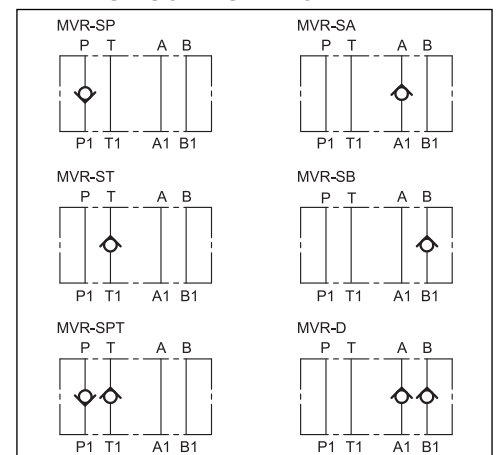 MVR-SP
P T A B
P1 T1 A1 B1
MVR-SA
P T A B
P1 T1 A1 B1
MVR-ST
P T A B
P1 T1 A1 B1
MVR-SB
P T A B
P1 T1 A1 B1
MVR-SPT
P T A B
P1 T1 A1 B1
MVR-D
P T A B
P1 T1 A1 B1